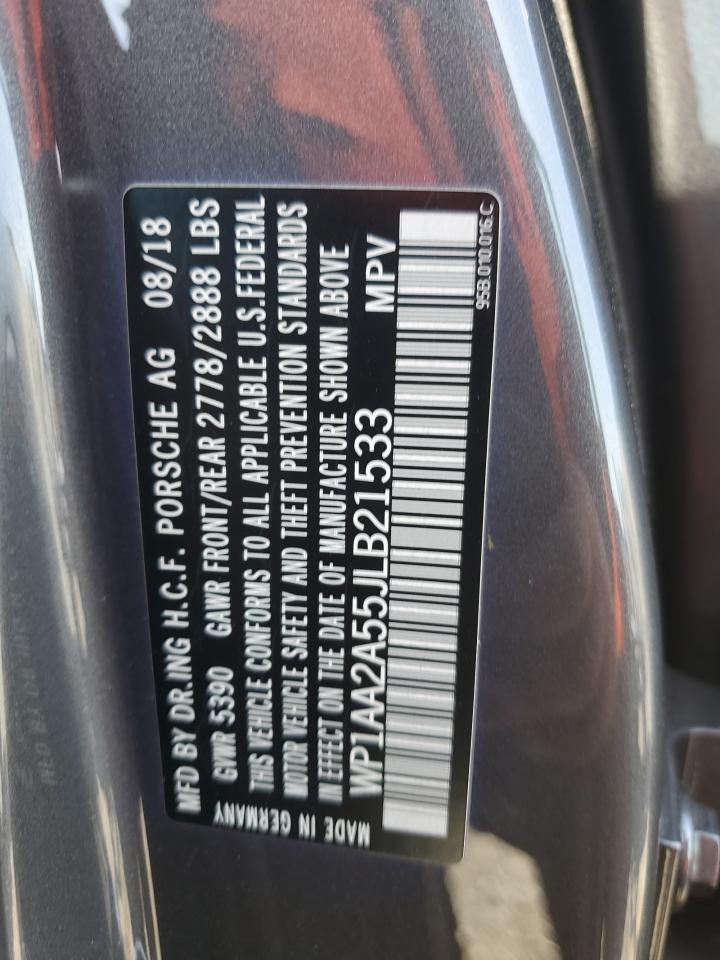 MFD BY DR.ING H.C.F. PORSCHE AG 08/18
GVWR 5390 GAWR FRONT/REAR 2778/2888 LBS
THIS VEHICLE CONFORMS TO ALL APPLICABLE U.S.FEDERAL
MOTOR VEHICLE SAFETY AND THEFT PREVENTION STANDARDS
IN EFFECT ON THE DATE OF MANUFACTURE SHOWN ABOVE
WP1AA2A55JLB21533 MPV
MADE IN GERMANY
95B.010.016.C